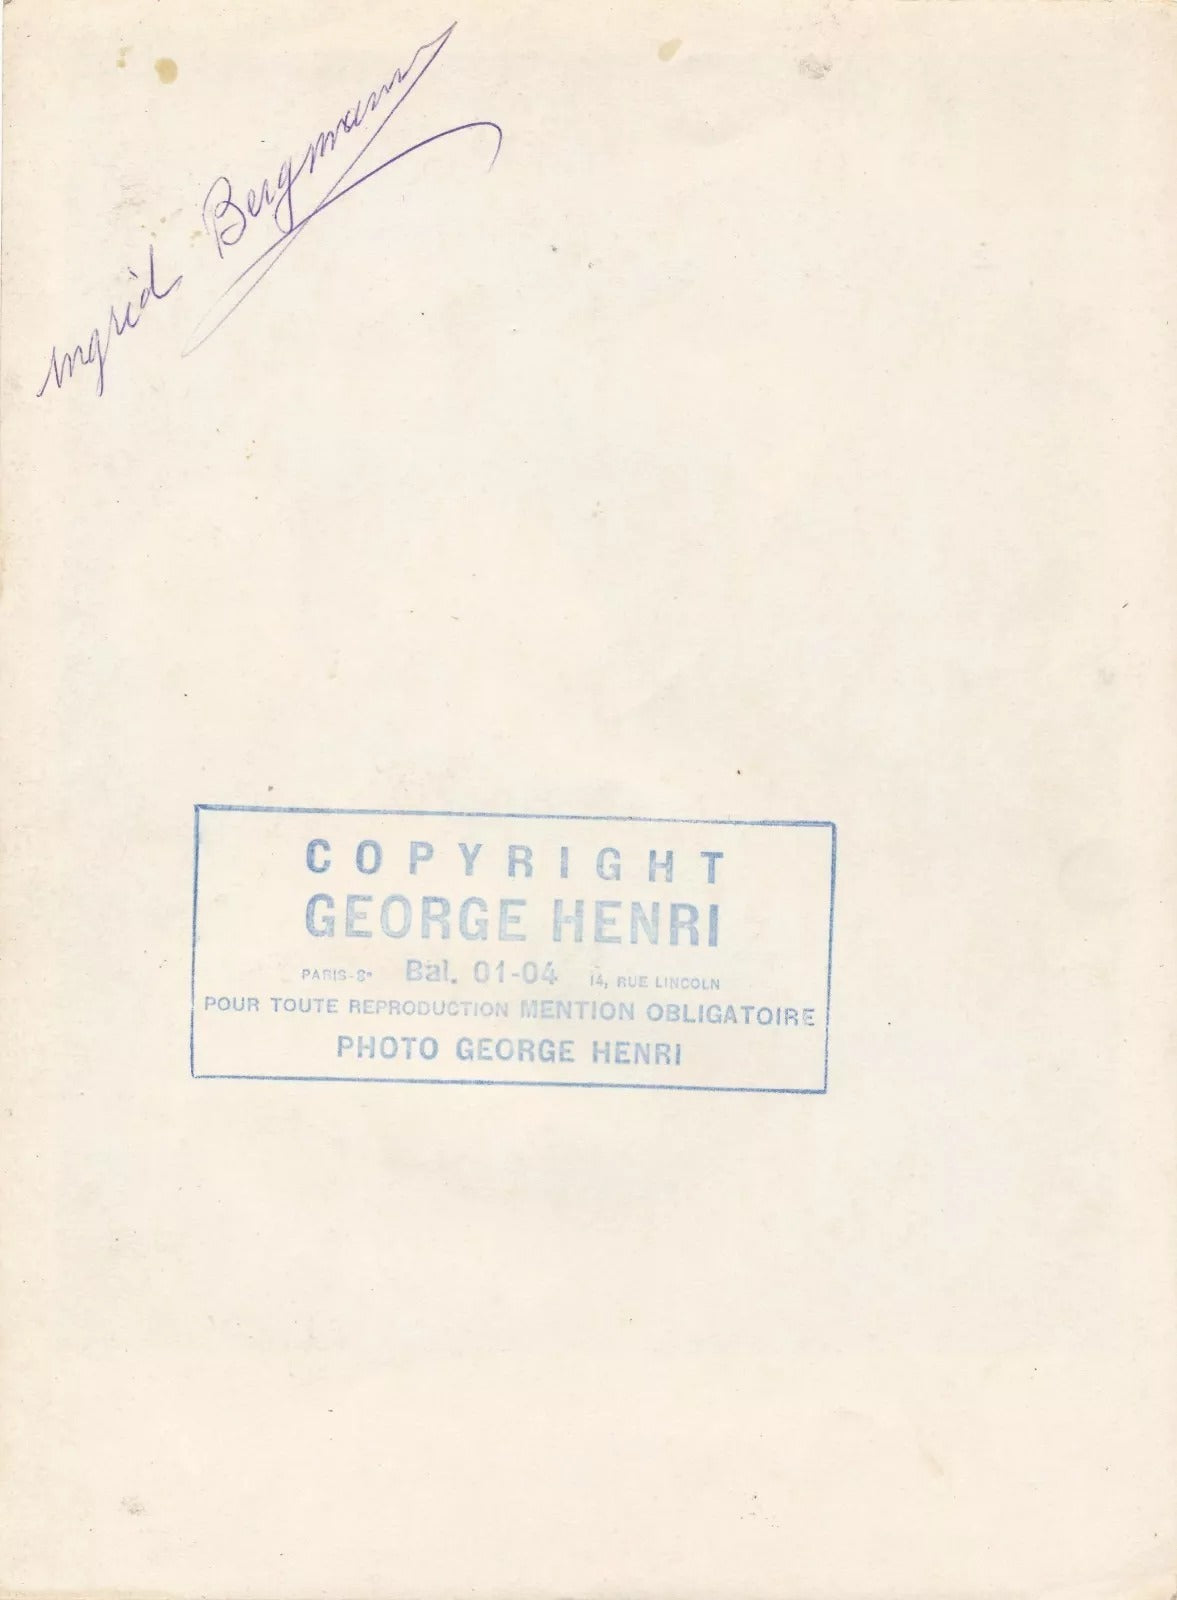 Ingrid Bergmann
COPYRIGHT
GEORGE HENRI
PARIS-8e Bal. 01-04 14, RUE LINCOLN
POUR TOUTE REPRODUCTION MENTION OBLIGATOIRE
PHOTO GEORGE HENRI